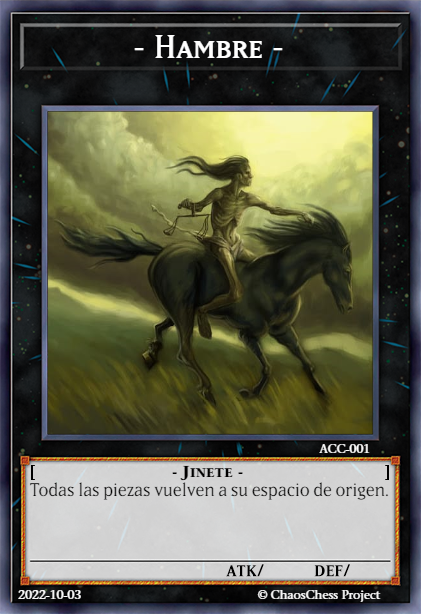 - Hambre -
ACC-001
[ - Jinete - ]
Todas las piezas vuelven a su espacio de origen.
ATK/ DEF/
2022-10-03 © ChaosChess Project